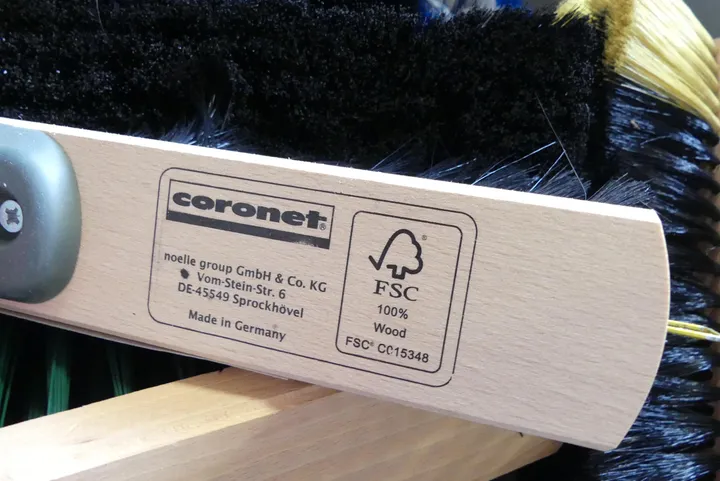 coronet®
noelle group GmbH & Co. KG
Vom-Stein-Str. 6
DE-45549 Sprockhövel
Made in Germany
®
FSC
100%
Wood
FSC® C015348